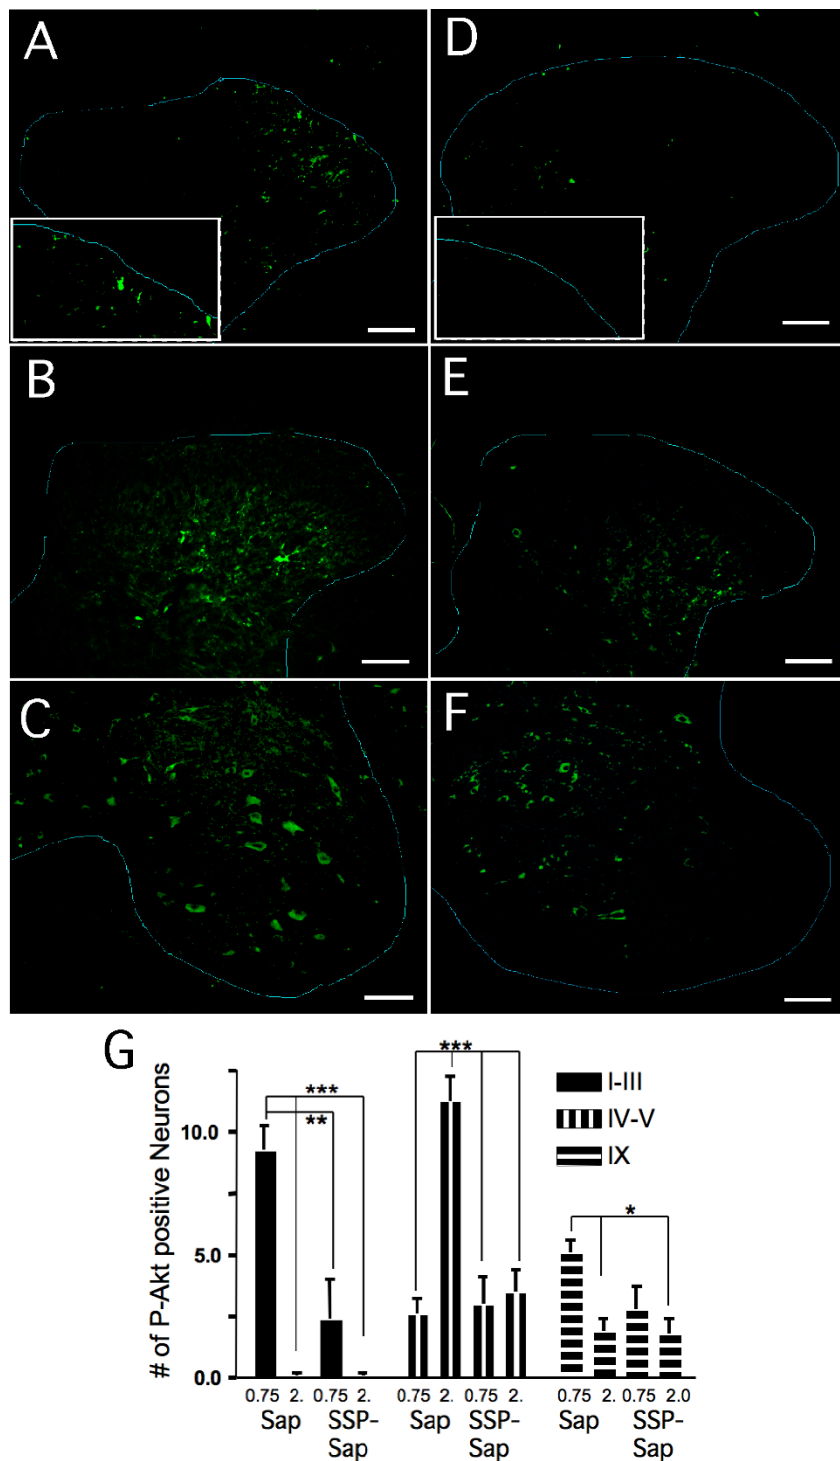 A
D
B
E
C
F
G
# of P-Akt positive Neurons
10.0
5.0
0.0
***
**
***
*
I-III
IV-V
IX
0.75 2. 0.75 2. 0.75 2. 0.75 2. 0.75 2. 0.75 2.0
Sap SSP-Sap Sap SSP-Sap Sap SSP-Sap